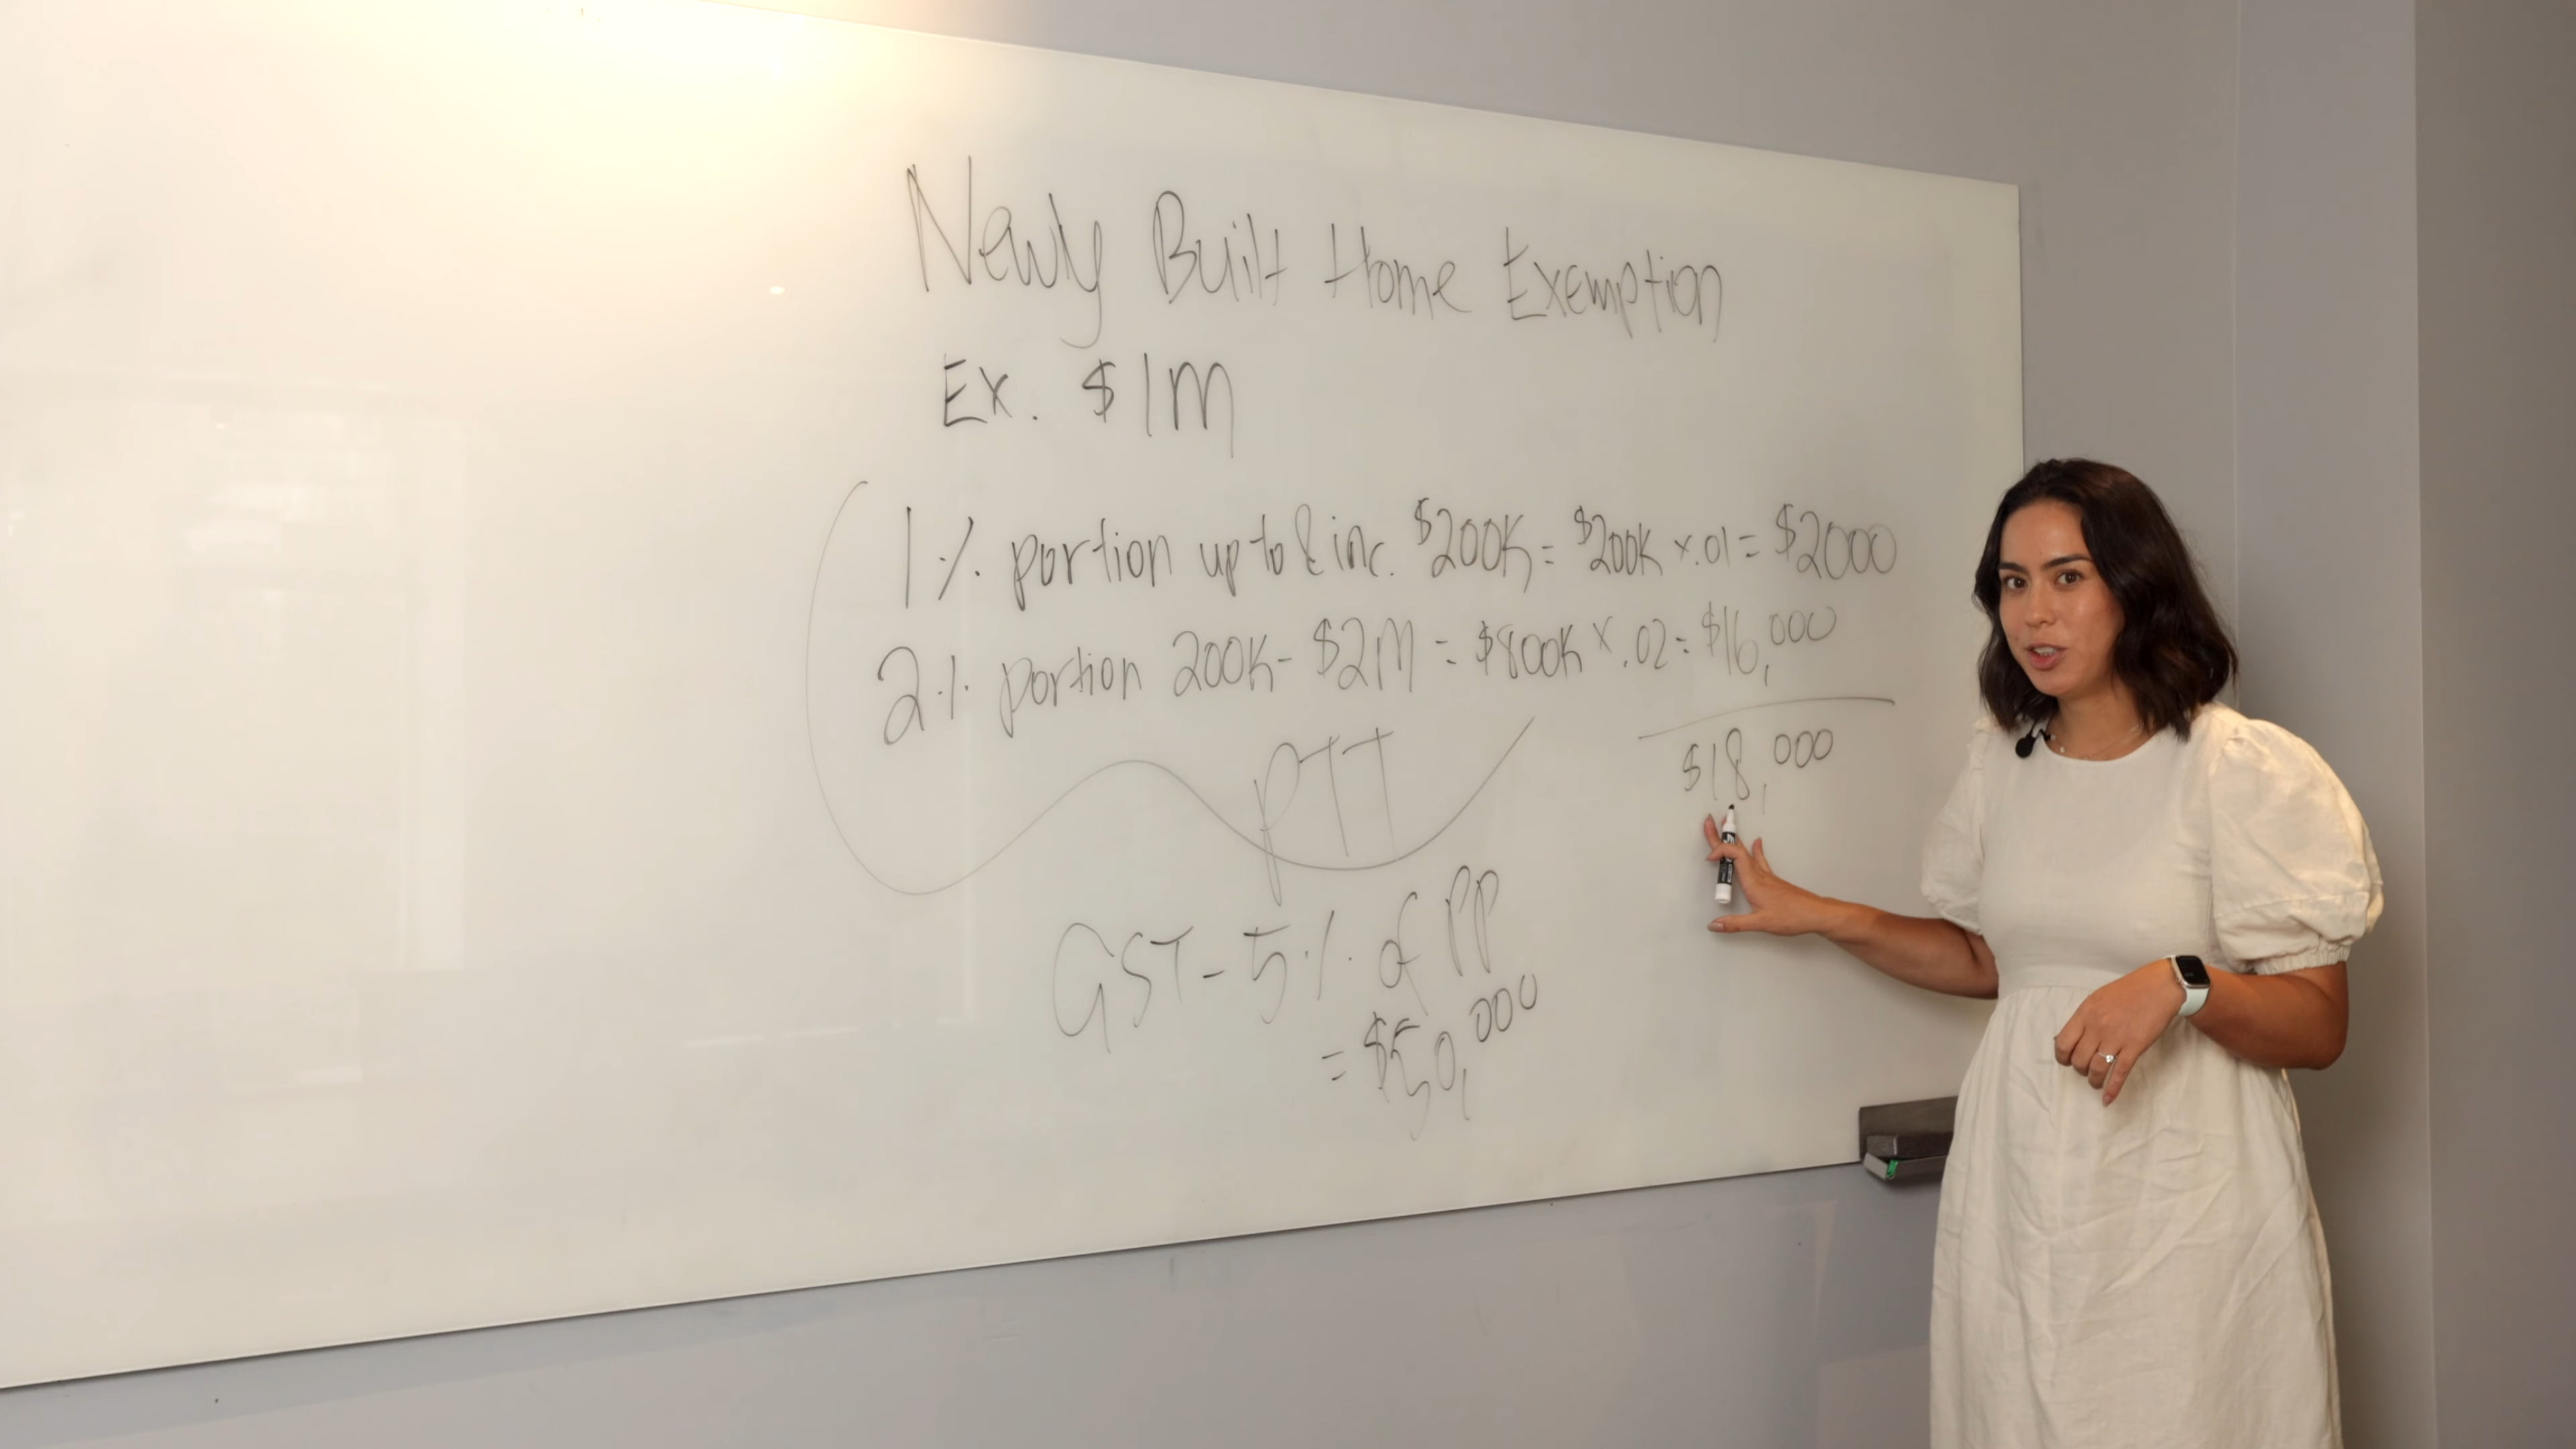 Newly Built Home Exemption
Ex. $1M
1% portion up to & inc. $200K = $200K x .01 = $2000
2% portion 200K - $2M = $800K x .02 = $16,000
$18,000
PTT
GST - 5% of PP
= $50,000